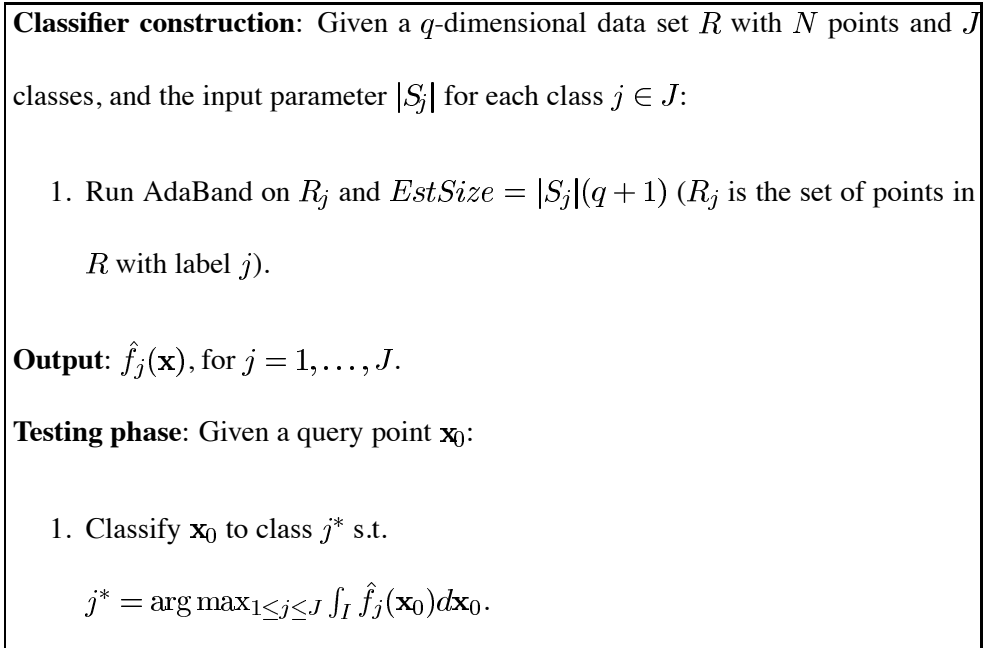 Classifier construction: Given a q-dimensional data set R with N points and J
classes, and the input parameter |S_j| for each class j ∈ J:
1. Run AdaBand on R_j and EstSize = |S_j|(q + 1) (R_j is the set of points in
R with label j).
Output: f̂_j(x), for j = 1, . . . , J.
Testing phase: Given a query point x_0:
1. Classify x_0 to class j* s.t.
j* = arg max_{1≤j≤J} ∫_I f̂_j(x_0)dx_0.